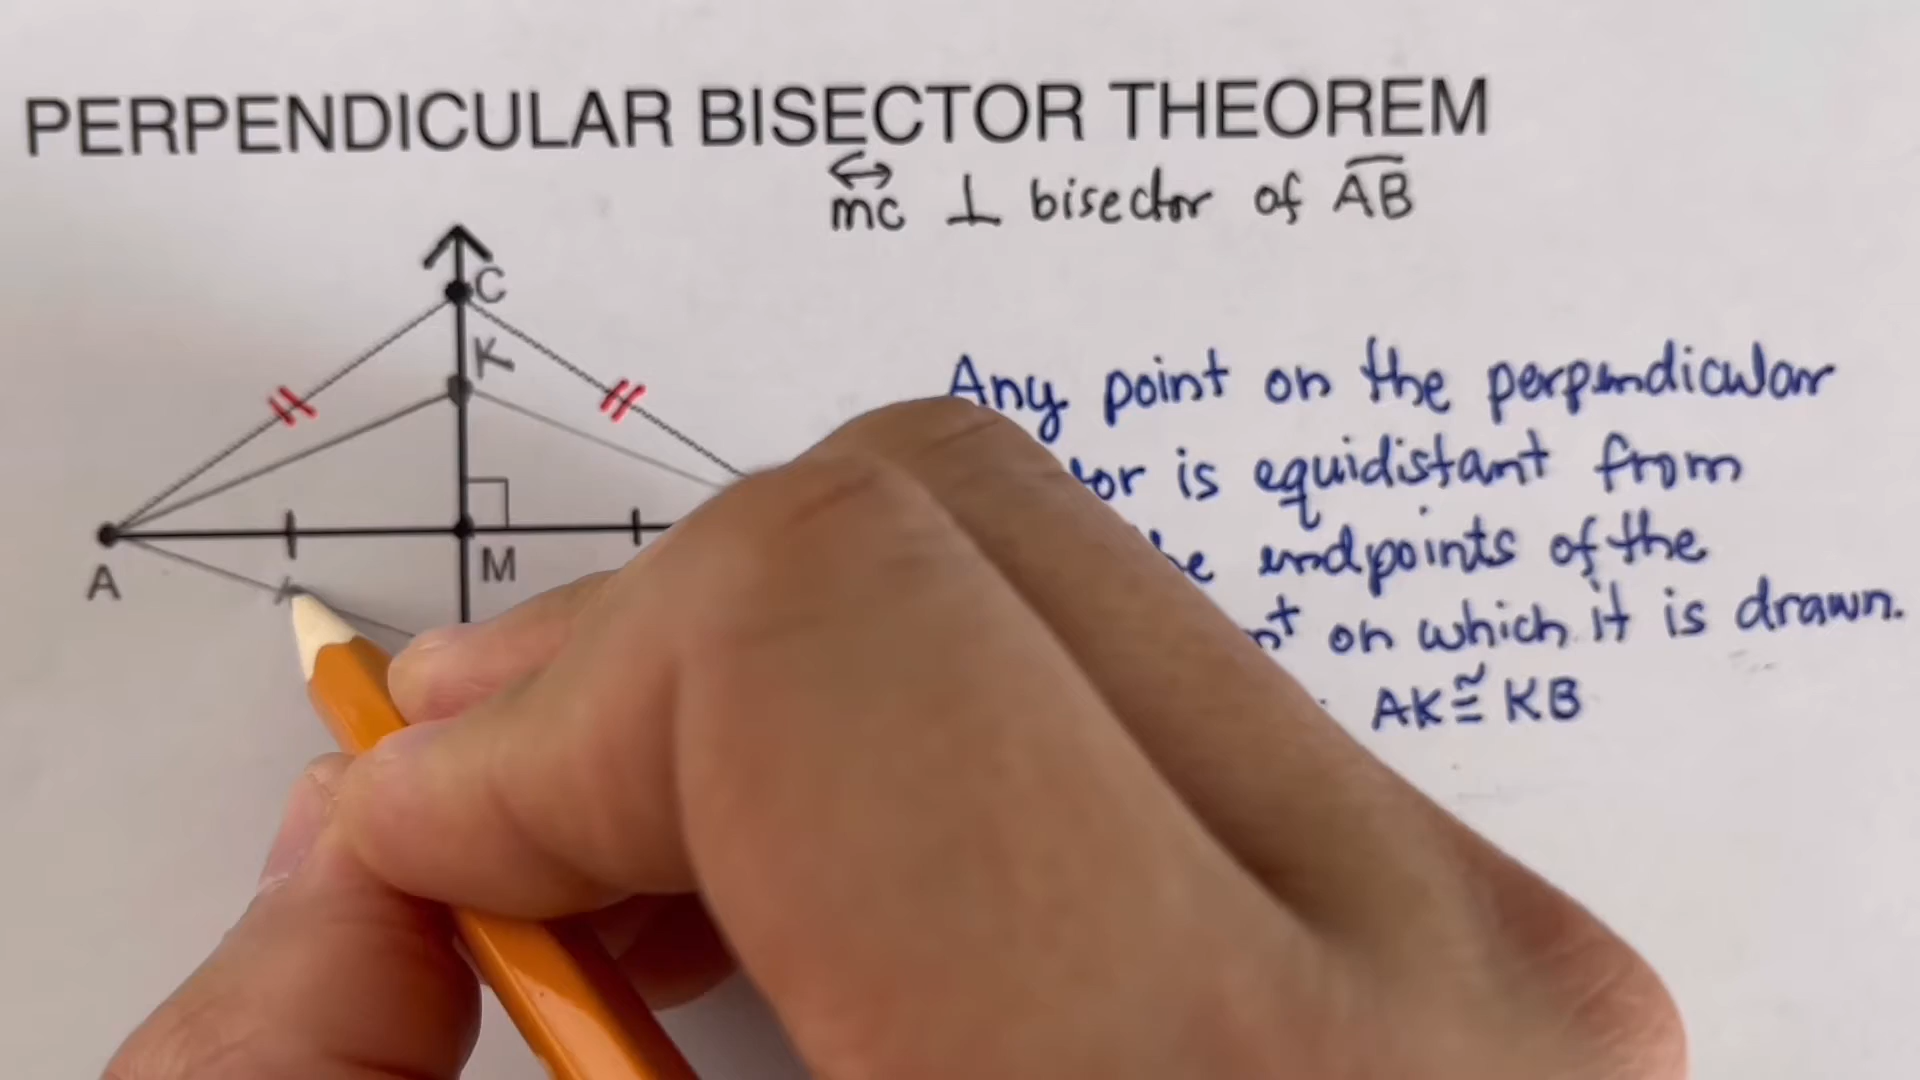 PERPENDICULAR BISECTOR THEOREM
mc ⊥ bisector of AB
C
K
A
M
Any point on the perpendicular
is equidistant from
endpoints of the
on which it is drawn.
AK ≅ KB